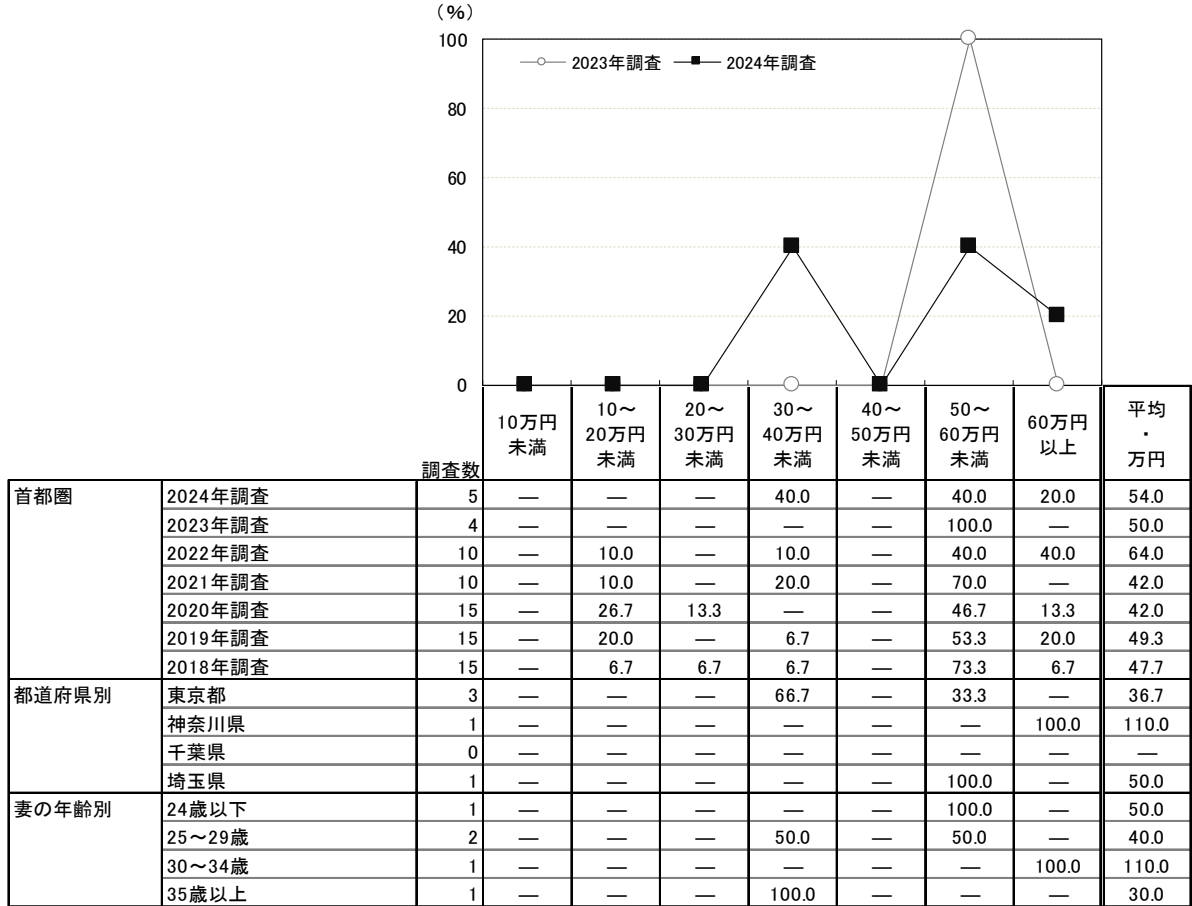 （％）
100
2023年調査 2024年調査
80
60
40
20
0
調査数 10万円未満 10～20万円未満 20～30万円未満 30～40万円未満 40～50万円未満 50～60万円未満 60万円以上 平均・万円
首都圏 2024年調査 5 ― ― ― 40.0 ― 40.0 20.0 54.0
2023年調査 4 ― ― ― ― ― 100.0 ― 50.0
2022年調査 10 ― 10.0 ― 10.0 ― 40.0 40.0 64.0
2021年調査 10 ― 10.0 ― 20.0 ― 70.0 ― 42.0
2020年調査 15 ― 26.7 13.3 ― ― 46.7 13.3 42.0
2019年調査 15 ― 20.0 ― 6.7 ― 53.3 20.0 49.3
2018年調査 15 ― 6.7 6.7 6.7 ― 73.3 6.7 47.7
都道府県別 東京都 3 ― ― ― 66.7 ― 33.3 ― 36.7
神奈川県 1 ― ― ― ― ― ― 100.0 110.0
千葉県 0 ― ― ― ― ― ― ― ―
埼玉県 1 ― ― ― ― ― 100.0 ― 50.0
妻の年齢別 24歳以下 1 ― ― ― ― ― 100.0 ― 50.0
25～29歳 2 ― ― ― 50.0 ― 50.0 ― 40.0
30～34歳 1 ― ― ― ― ― ― 100.0 110.0
35歳以上 1 ― ― ― 100.0 ― ― ― 30.0